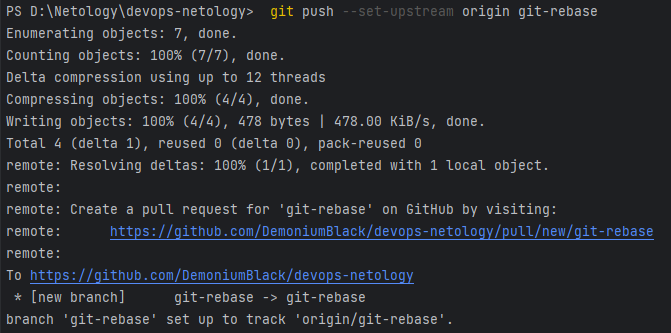 PS D:\Netology\devops-netology>  git push --set-upstream origin git-rebase
Enumerating objects: 7, done.
Counting objects: 100% (7/7), done.
Delta compression using up to 12 threads
Compressing objects: 100% (4/4), done.
Writing objects: 100% (4/4), 478 bytes | 478.00 KiB/s, done.
Total 4 (delta 1), reused 0 (delta 0), pack-reused 0
remote: Resolving deltas: 100% (1/1), completed with 1 local object.
remote:
remote: Create a pull request for 'git-rebase' on GitHub by visiting:
remote:      https://github.com/DemoniumBlack/devops-netology/pull/new/git-rebase
remote:
To https://github.com/DemoniumBlack/devops-netology
 * [new branch]      git-rebase -> git-rebase
branch 'git-rebase' set up to track 'origin/git-rebase'.